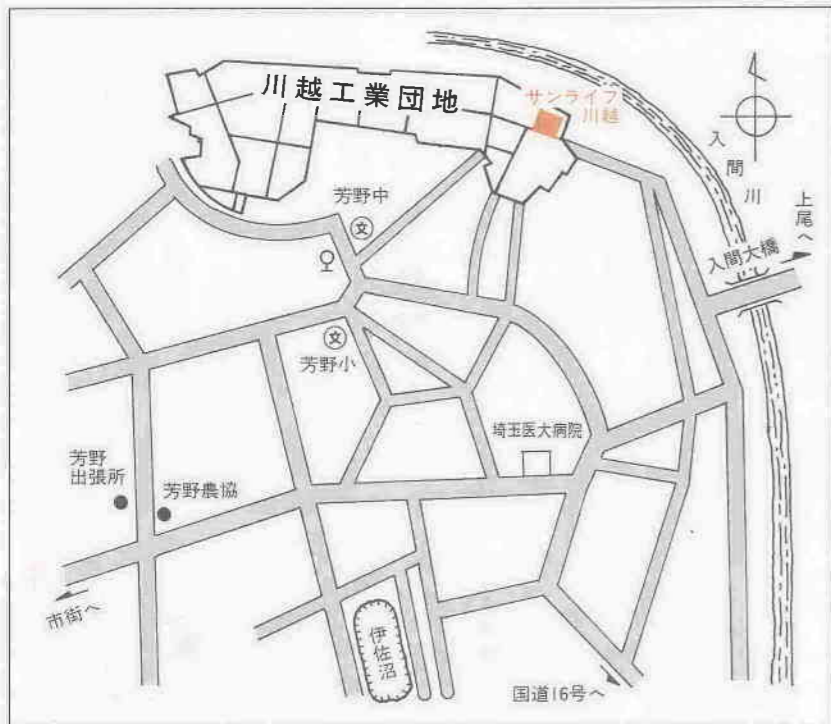 川越工業団地
サンライフ
川越
入間川
上尾へ
入間大橋
芳野中
文
文
芳野小
埼玉医大病院
芳野
出張所
芳野農協
市街へ
伊佐沼
国道16号へ